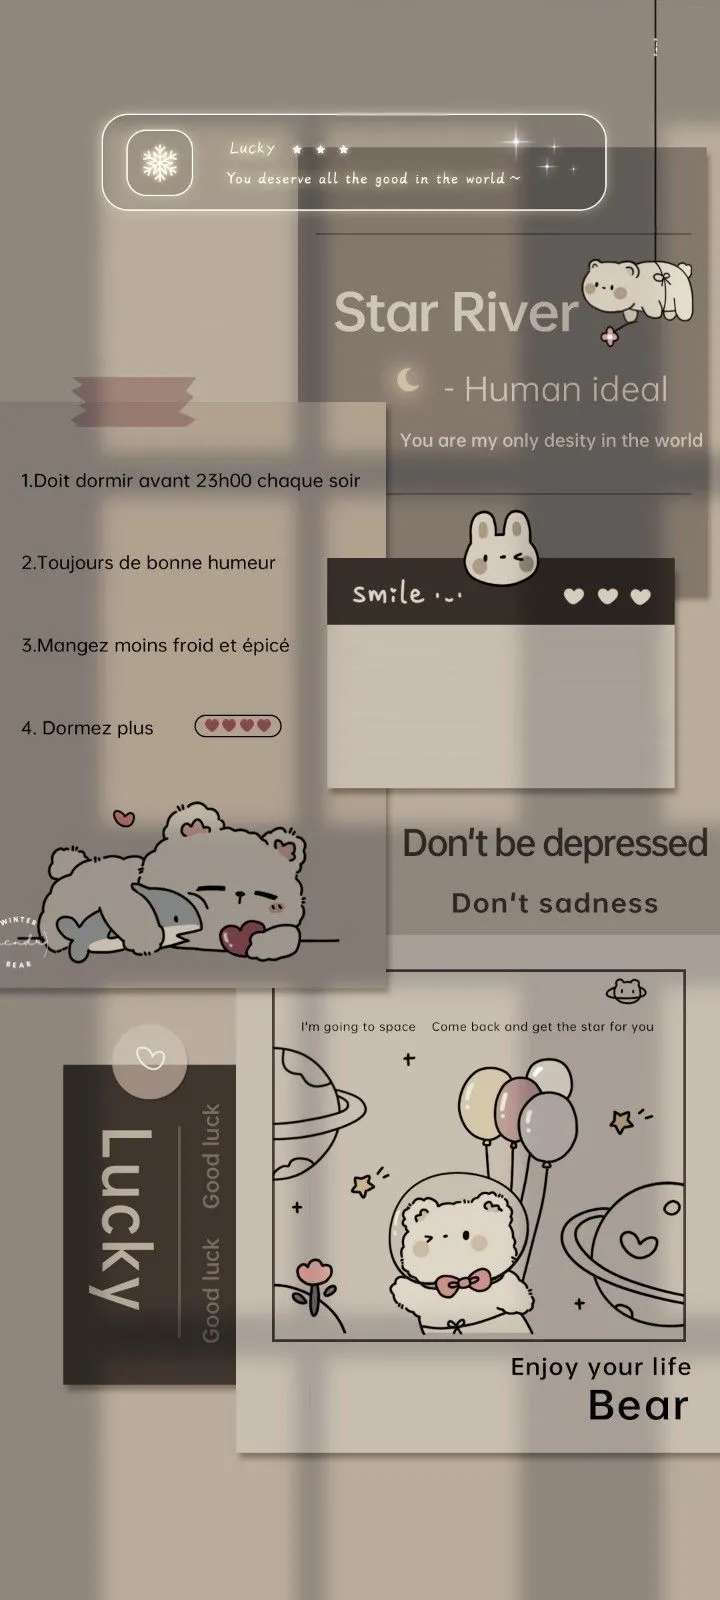 Lucky
You deserve all the good in the world~
Star River
- Human ideal
You are my only desity in the world
1.Doit dormir avant 23h00 chaque soir
2.Toujours de bonne humeur
3.Mangez moins froid et épicé
4. Dormez plus
smile
Don't be depressed
Don't sadness
WINTER
BEAR
I'm going to space Come back and get the star for you
Lucky
Good luck Good luck
Enjoy your life
Bear